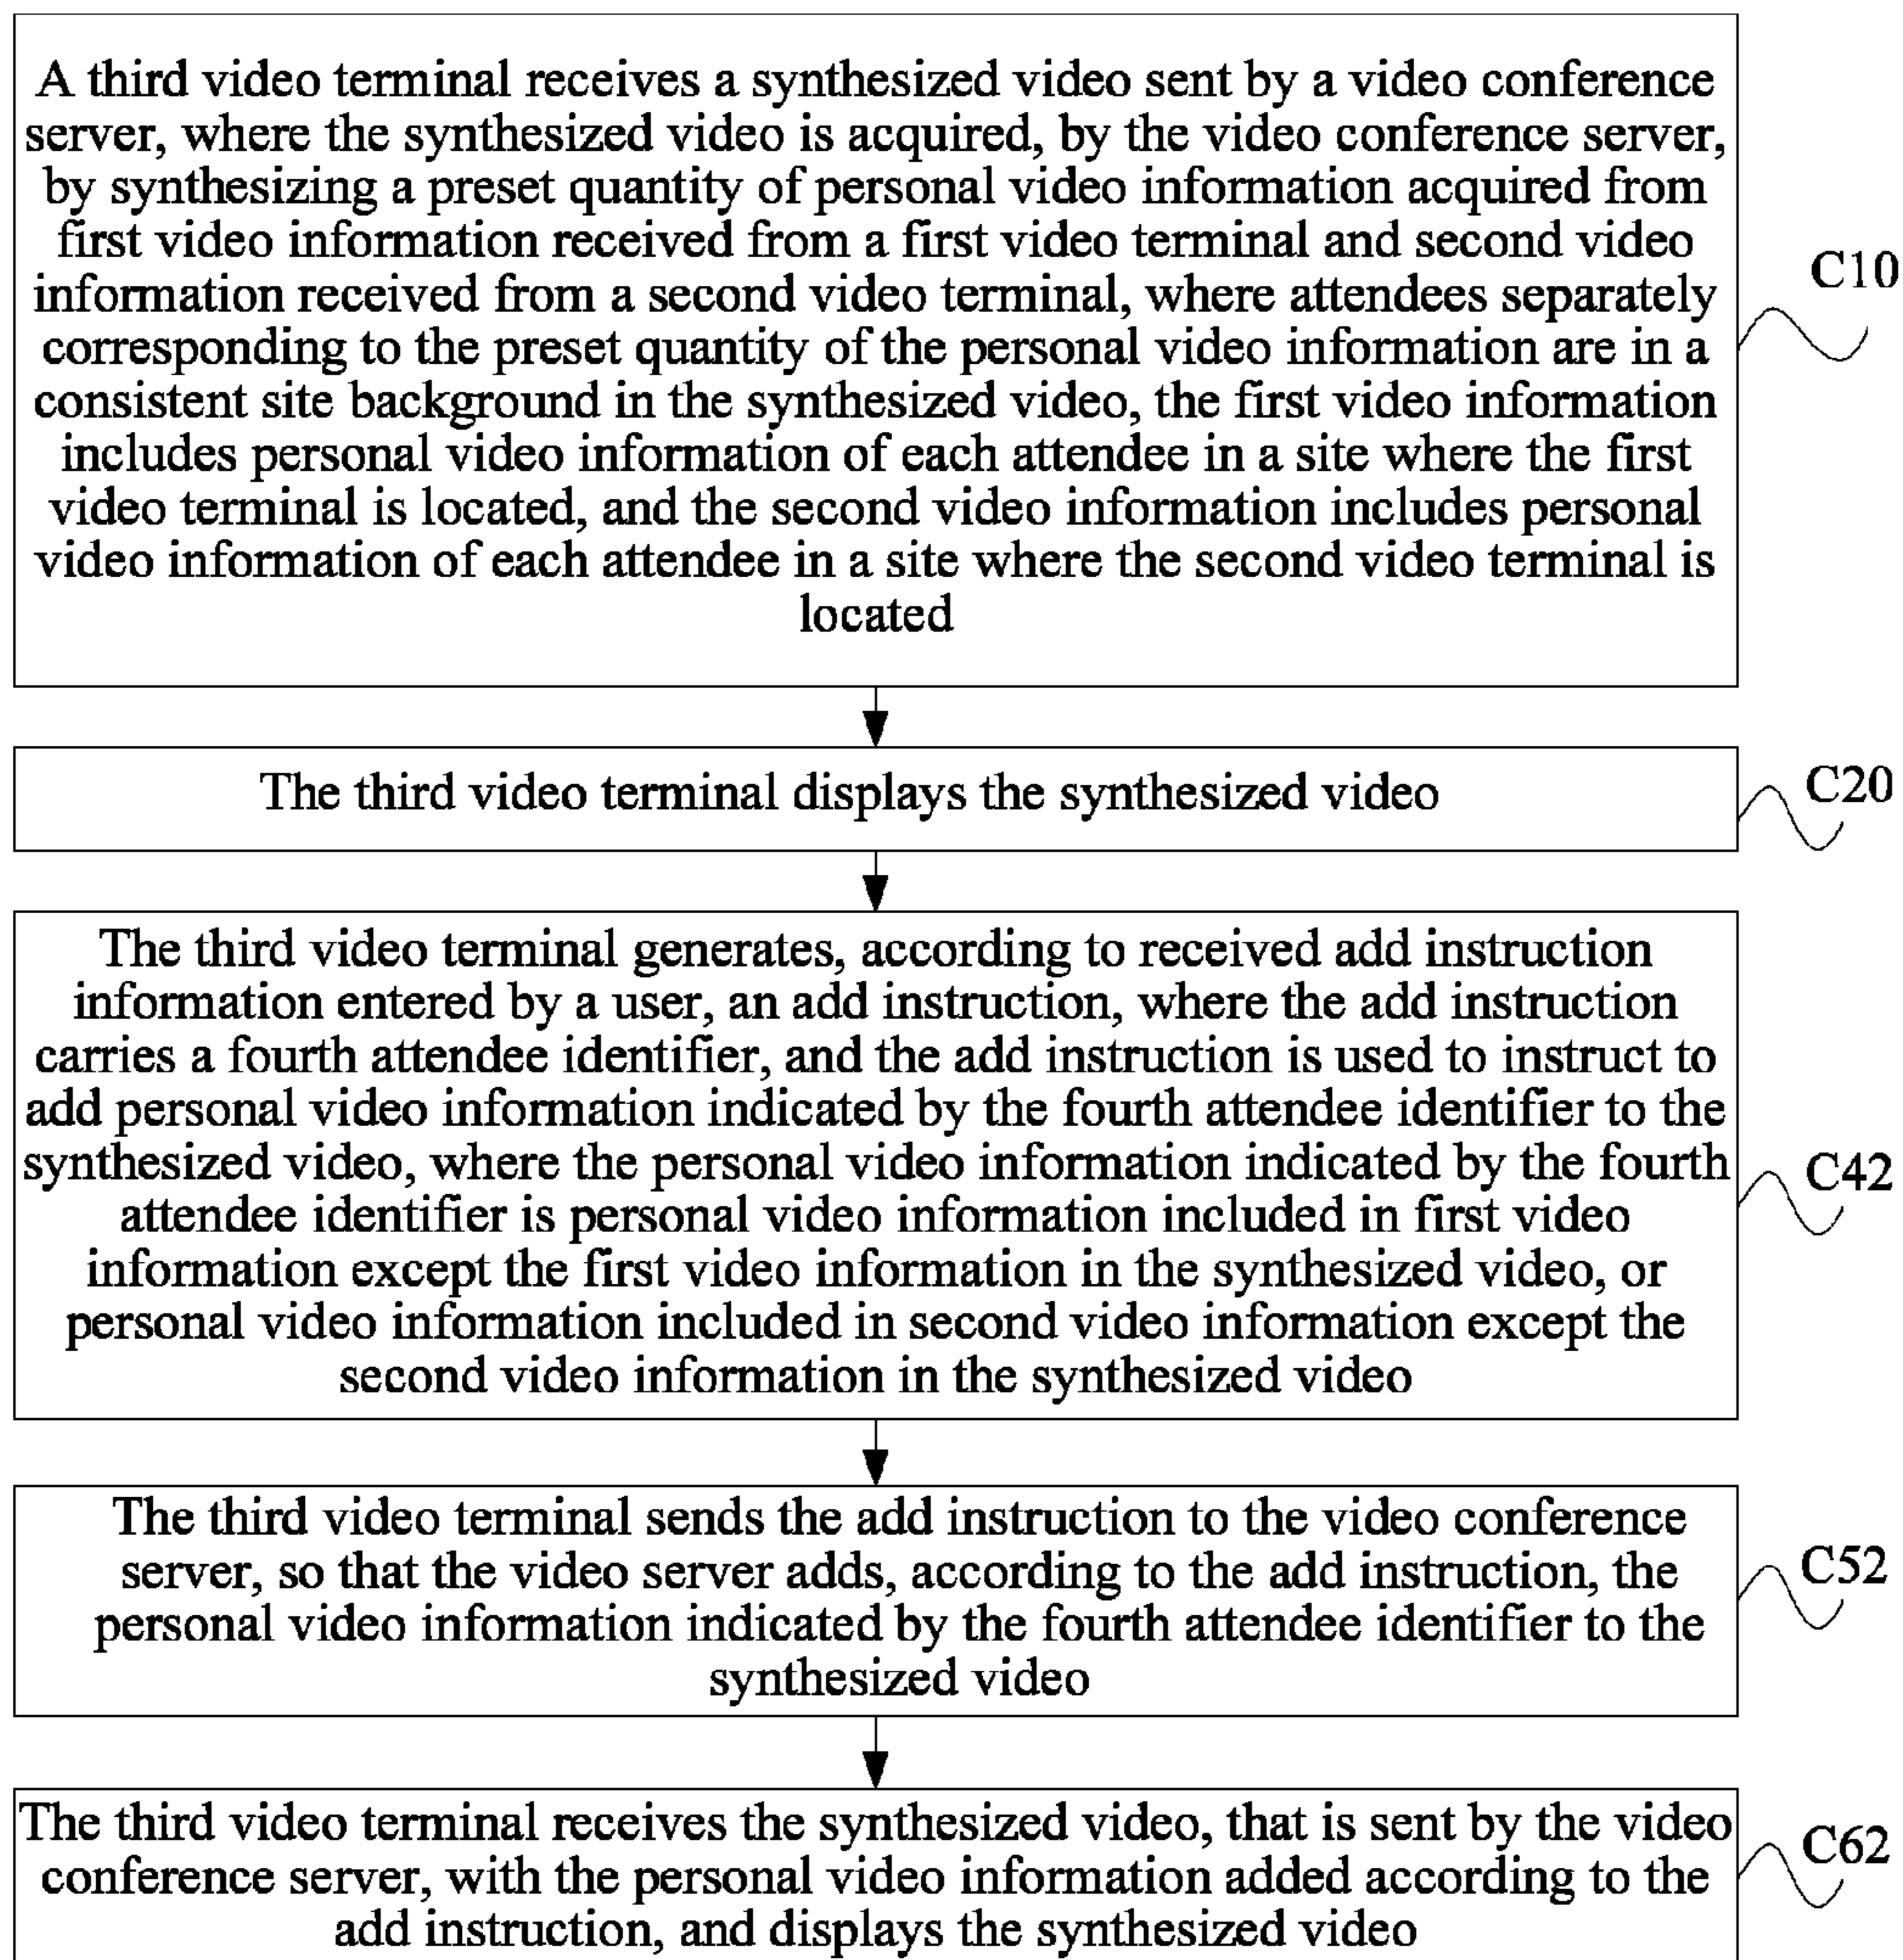 A third video terminal receives a synthesized video sent by a video conference
server, where the synthesized video is acquired, by the video conference server,
by synthesizing a preset quantity of personal video information acquired from
first video information received from a first video terminal and second video
information received from a second video terminal, where attendees separately
corresponding to the preset quantity of the personal video information are in a
consistent site background in the synthesized video, the first video information
includes personal video information of each attendee in a site where the first
video terminal is located, and the second video information includes personal
video information of each attendee in a site where the second video terminal is
located
C10
The third video terminal displays the synthesized video
C20
The third video terminal generates, according to received add instruction
information entered by a user, an add instruction, where the add instruction
carries a fourth attendee identifier, and the add instruction is used to instruct to
add personal video information indicated by the fourth attendee identifier to the
synthesized video, where the personal video information indicated by the fourth
attendee identifier is personal video information included in first video
information except the first video information in the synthesized video, or
personal video information included in second video information except the
second video information in the synthesized video
C42
The third video terminal sends the add instruction to the video conference
server, so that the video server adds, according to the add instruction, the
personal video information indicated by the fourth attendee identifier to the
synthesized video
C52
The third video terminal receives the synthesized video, that is sent by the video
conference server, with the personal video information added according to the
add instruction, and displays the synthesized video
C62